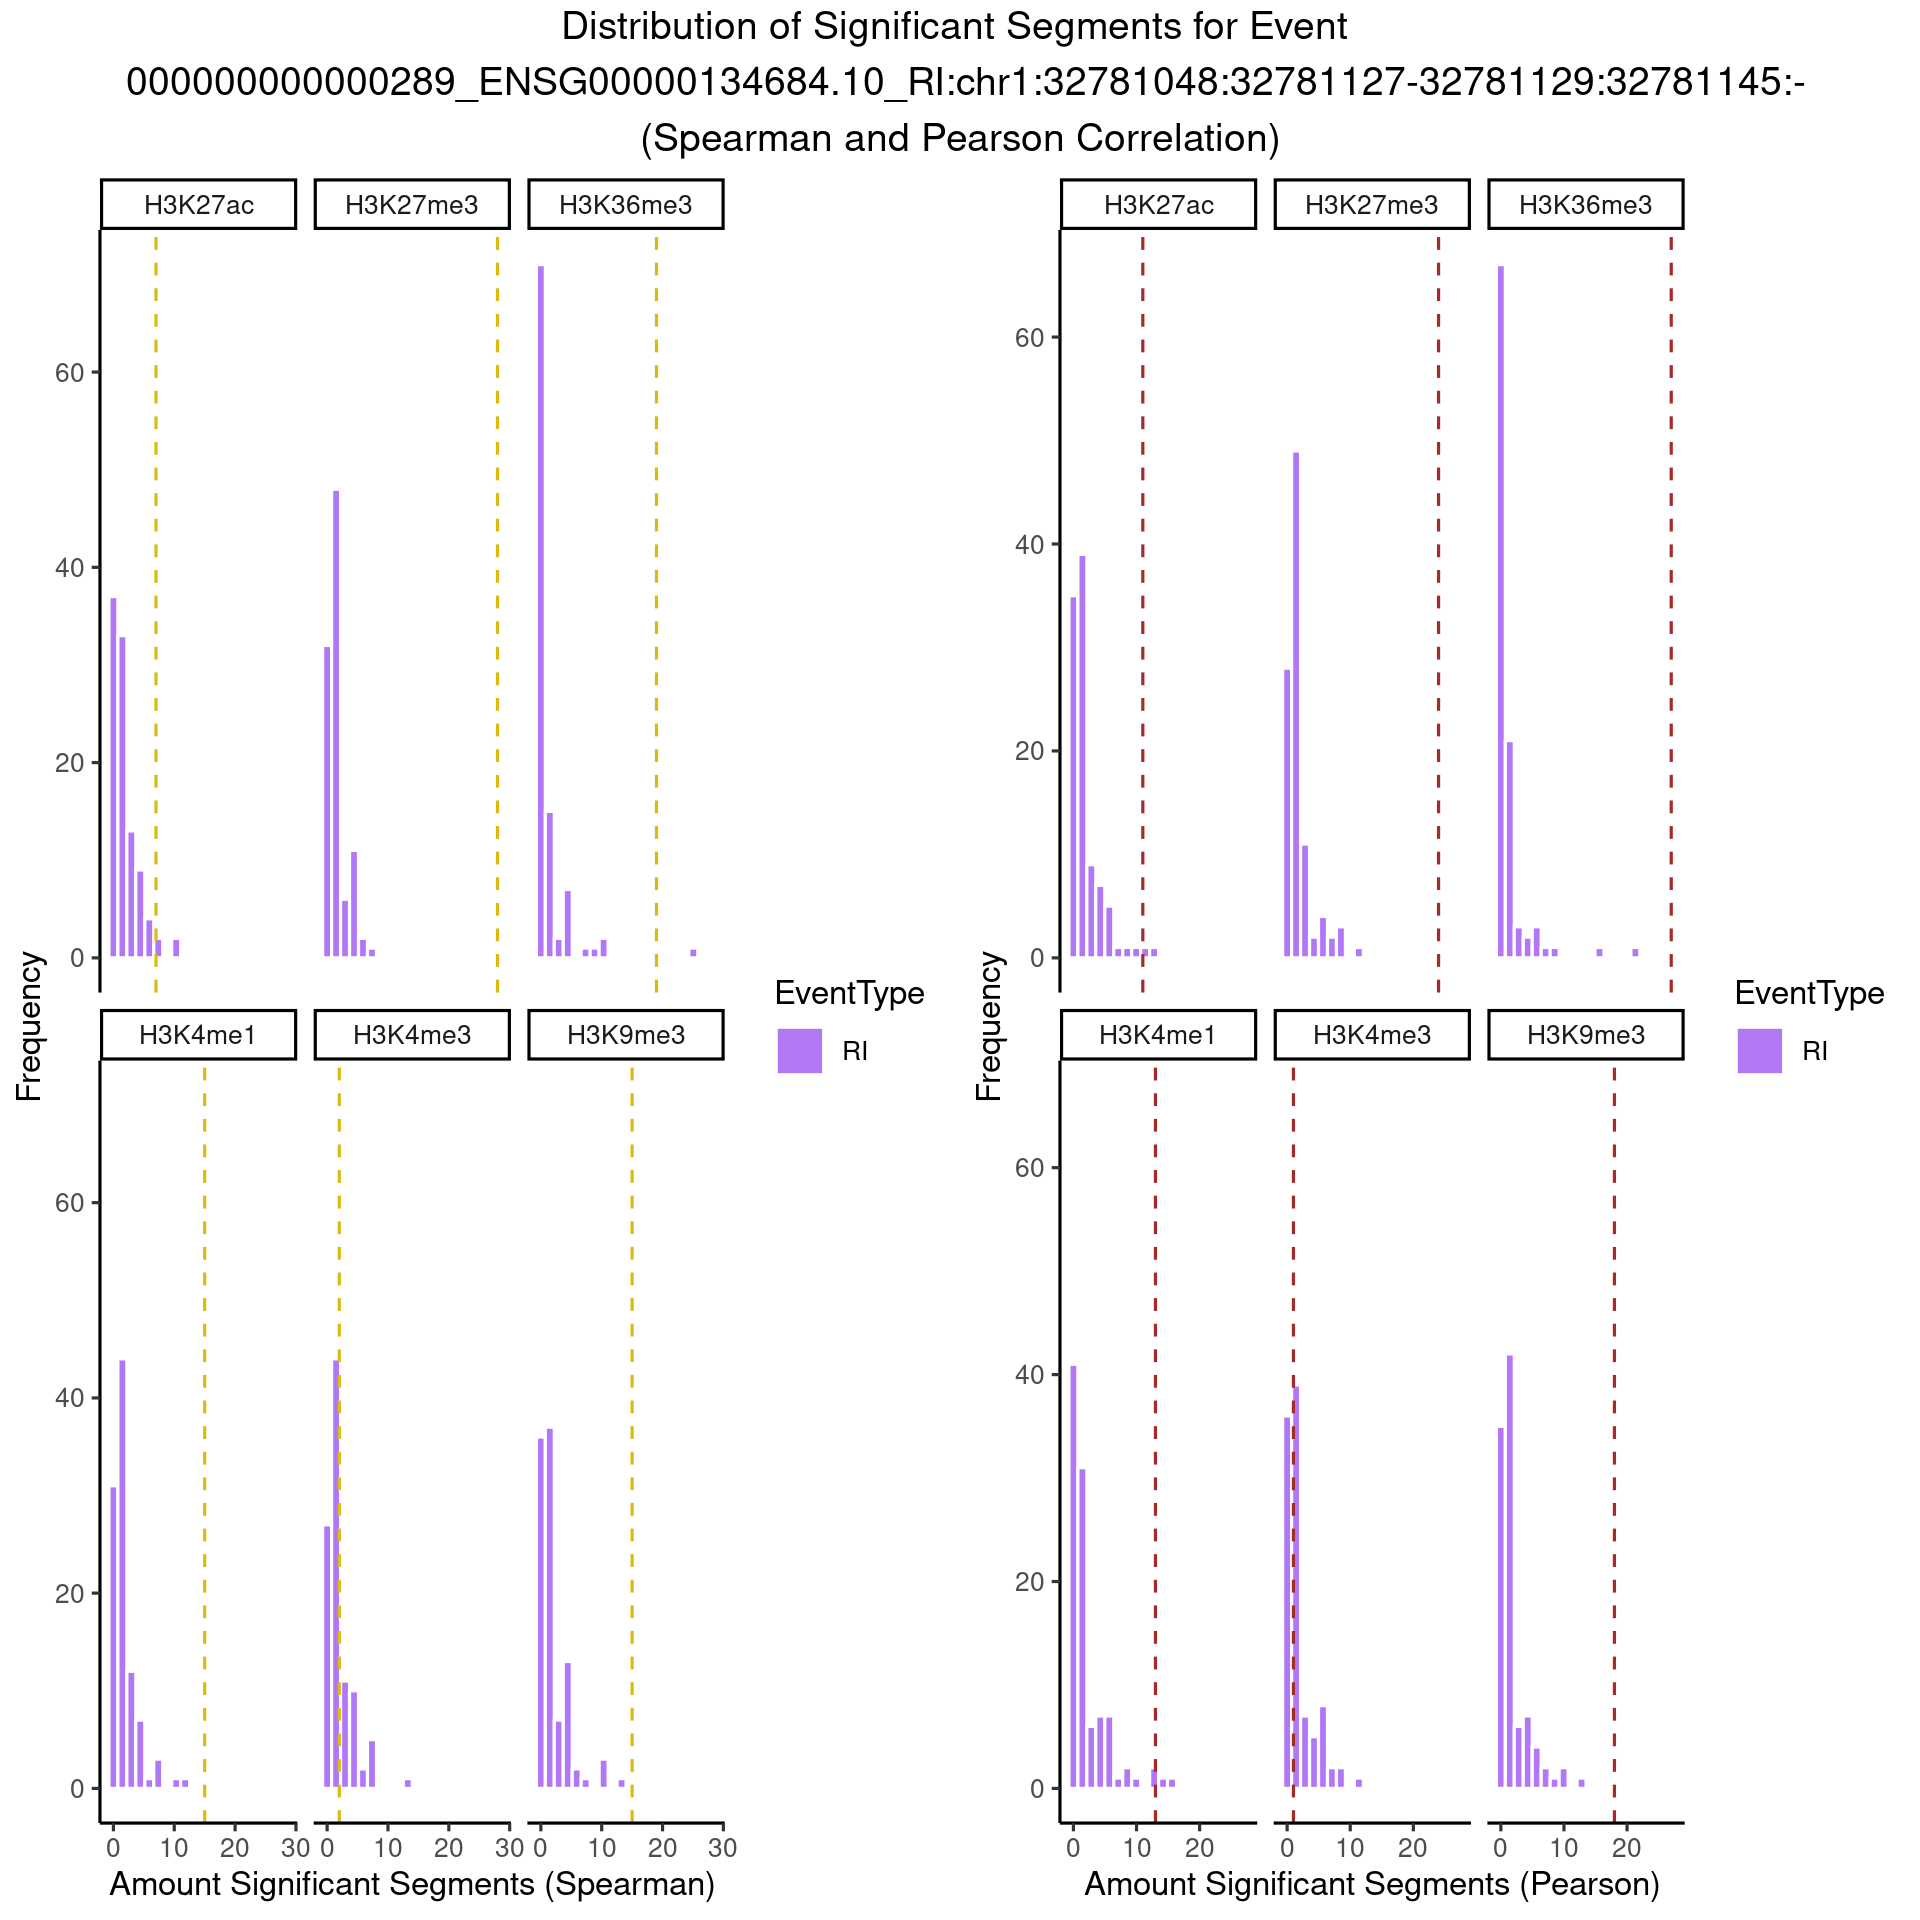 Distribution of Significant Segments for Event
000000000000289_ENSG00000134684.10_RI:chr1:32781048:32781127-32781129:32781145:-
(Spearman and Pearson Correlation)
H3K27ac H3K27me3 H3K36me3
60
40
20
0
H3K4me1 H3K4me3 H3K9me3
60
40
20
0
0 10 20 30 0 10 20 30 0 10 20 30
Amount Significant Segments (Spearman)
Frequency
EventType
RI
H3K27ac H3K27me3 H3K36me3
60
40
20
0
H3K4me1 H3K4me3 H3K9me3
60
40
20
0
0 10 20 0 10 20 0 10 20
Amount Significant Segments (Pearson)
Frequency
EventType
RI